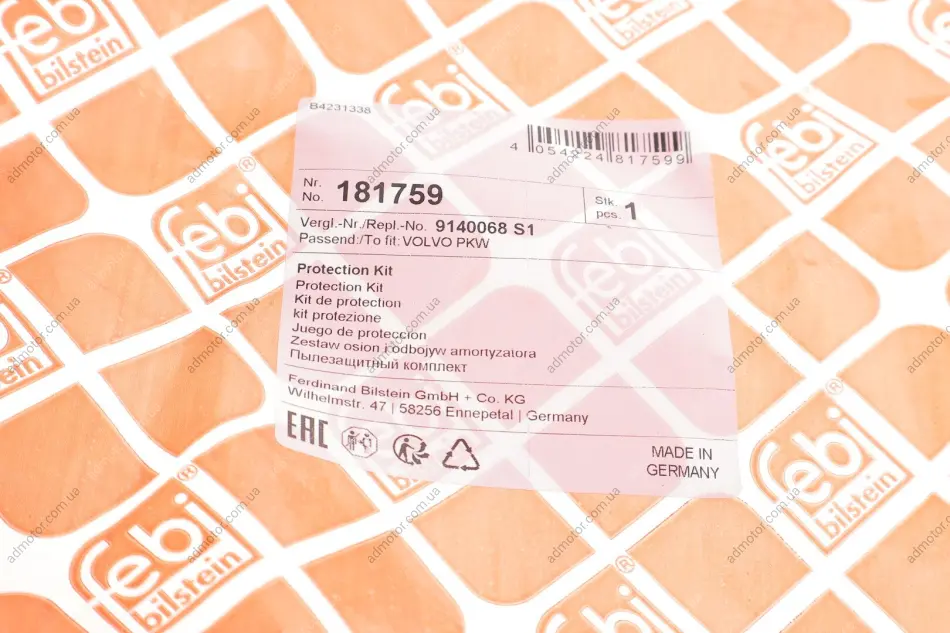 B4231338
4 054224 817599
Nr.
No. 181759
Stk.
pcs. 1
Vergl.-Nr./Repl.-No. 9140068 S1
Passend:/To fit: VOLVO PKW
Protection Kit
Protection Kit
Kit de protection
kit protezione
Juego de protección
Zestaw osion i odbojyw amortyzatora
Пылезащитный комплект
Ferdinand Bilstein GmbH + Co. KG
Wilhelmstr. 47 | 58256 Ennepetal | Germany
EAC
MADE IN
GERMANY
febi
bilstein
admotor.com.ua